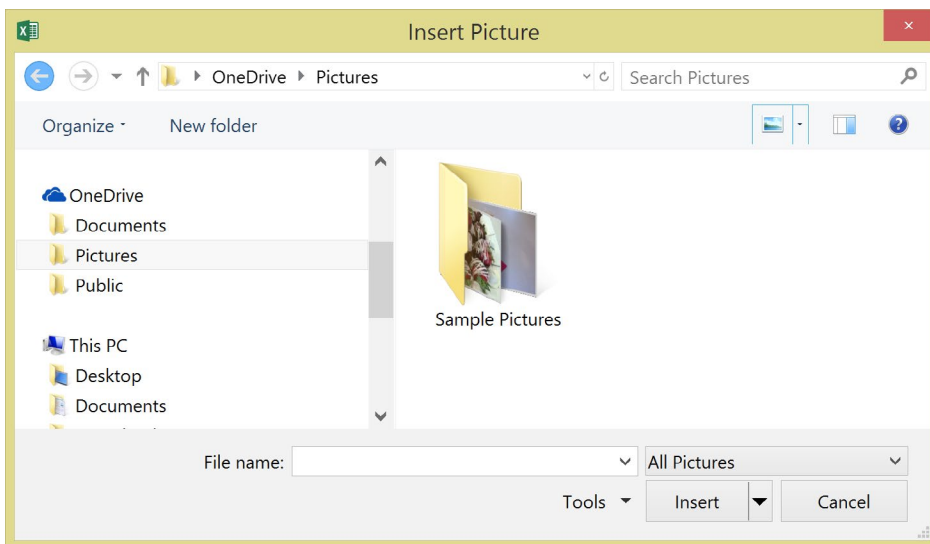 Insert Picture
OneDrive Pictures
Search Pictures
Organize New folder
OneDrive
Documents
Pictures
Public
This PC
Desktop
Documents
Sample Pictures
File name: All Pictures
Tools Insert Cancel